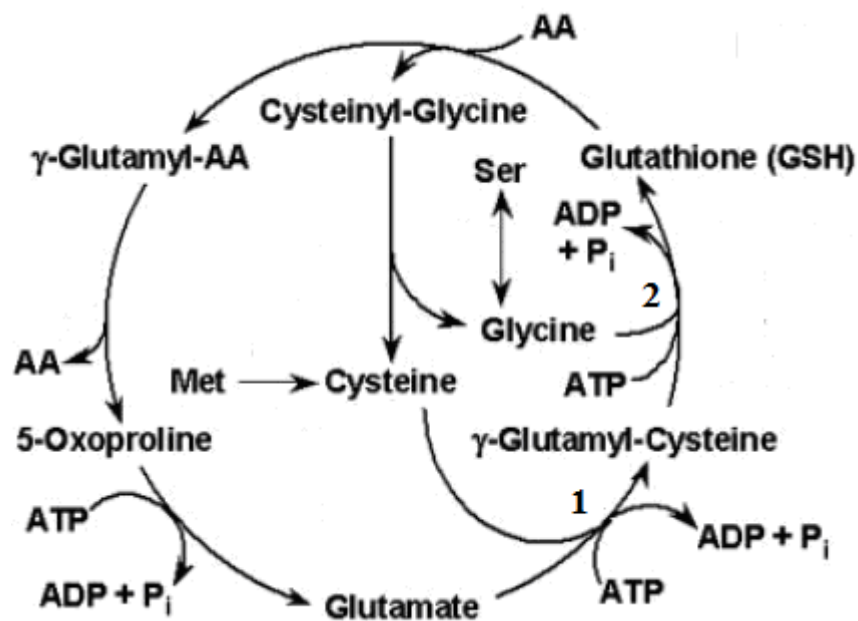 AA
Cysteinyl-Glycine
γ-Glutamyl-AA
Glutathione (GSH)
Ser
ADP
+ Pi
2
Glycine
AA
Met
Cysteine
ATP
5-Oxoproline
γ-Glutamyl-Cysteine
1
ATP
ADP + Pi
ADP + Pi
Glutamate
ATP